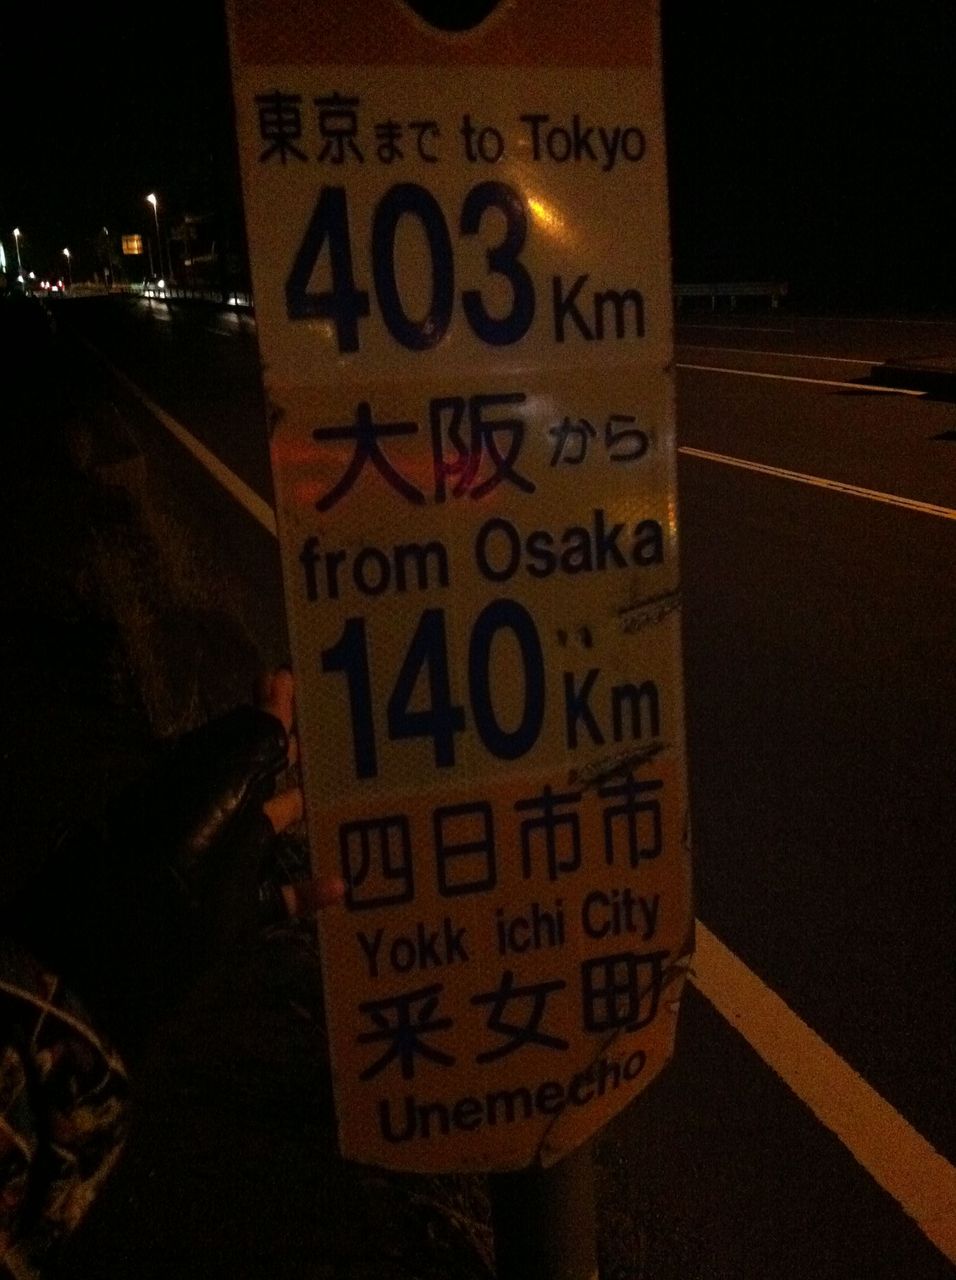 東京まで to Tokyo
403 Km
大阪から
from Osaka
140 Km
四日市市
Yokk ichi City
采女町
Unemecho